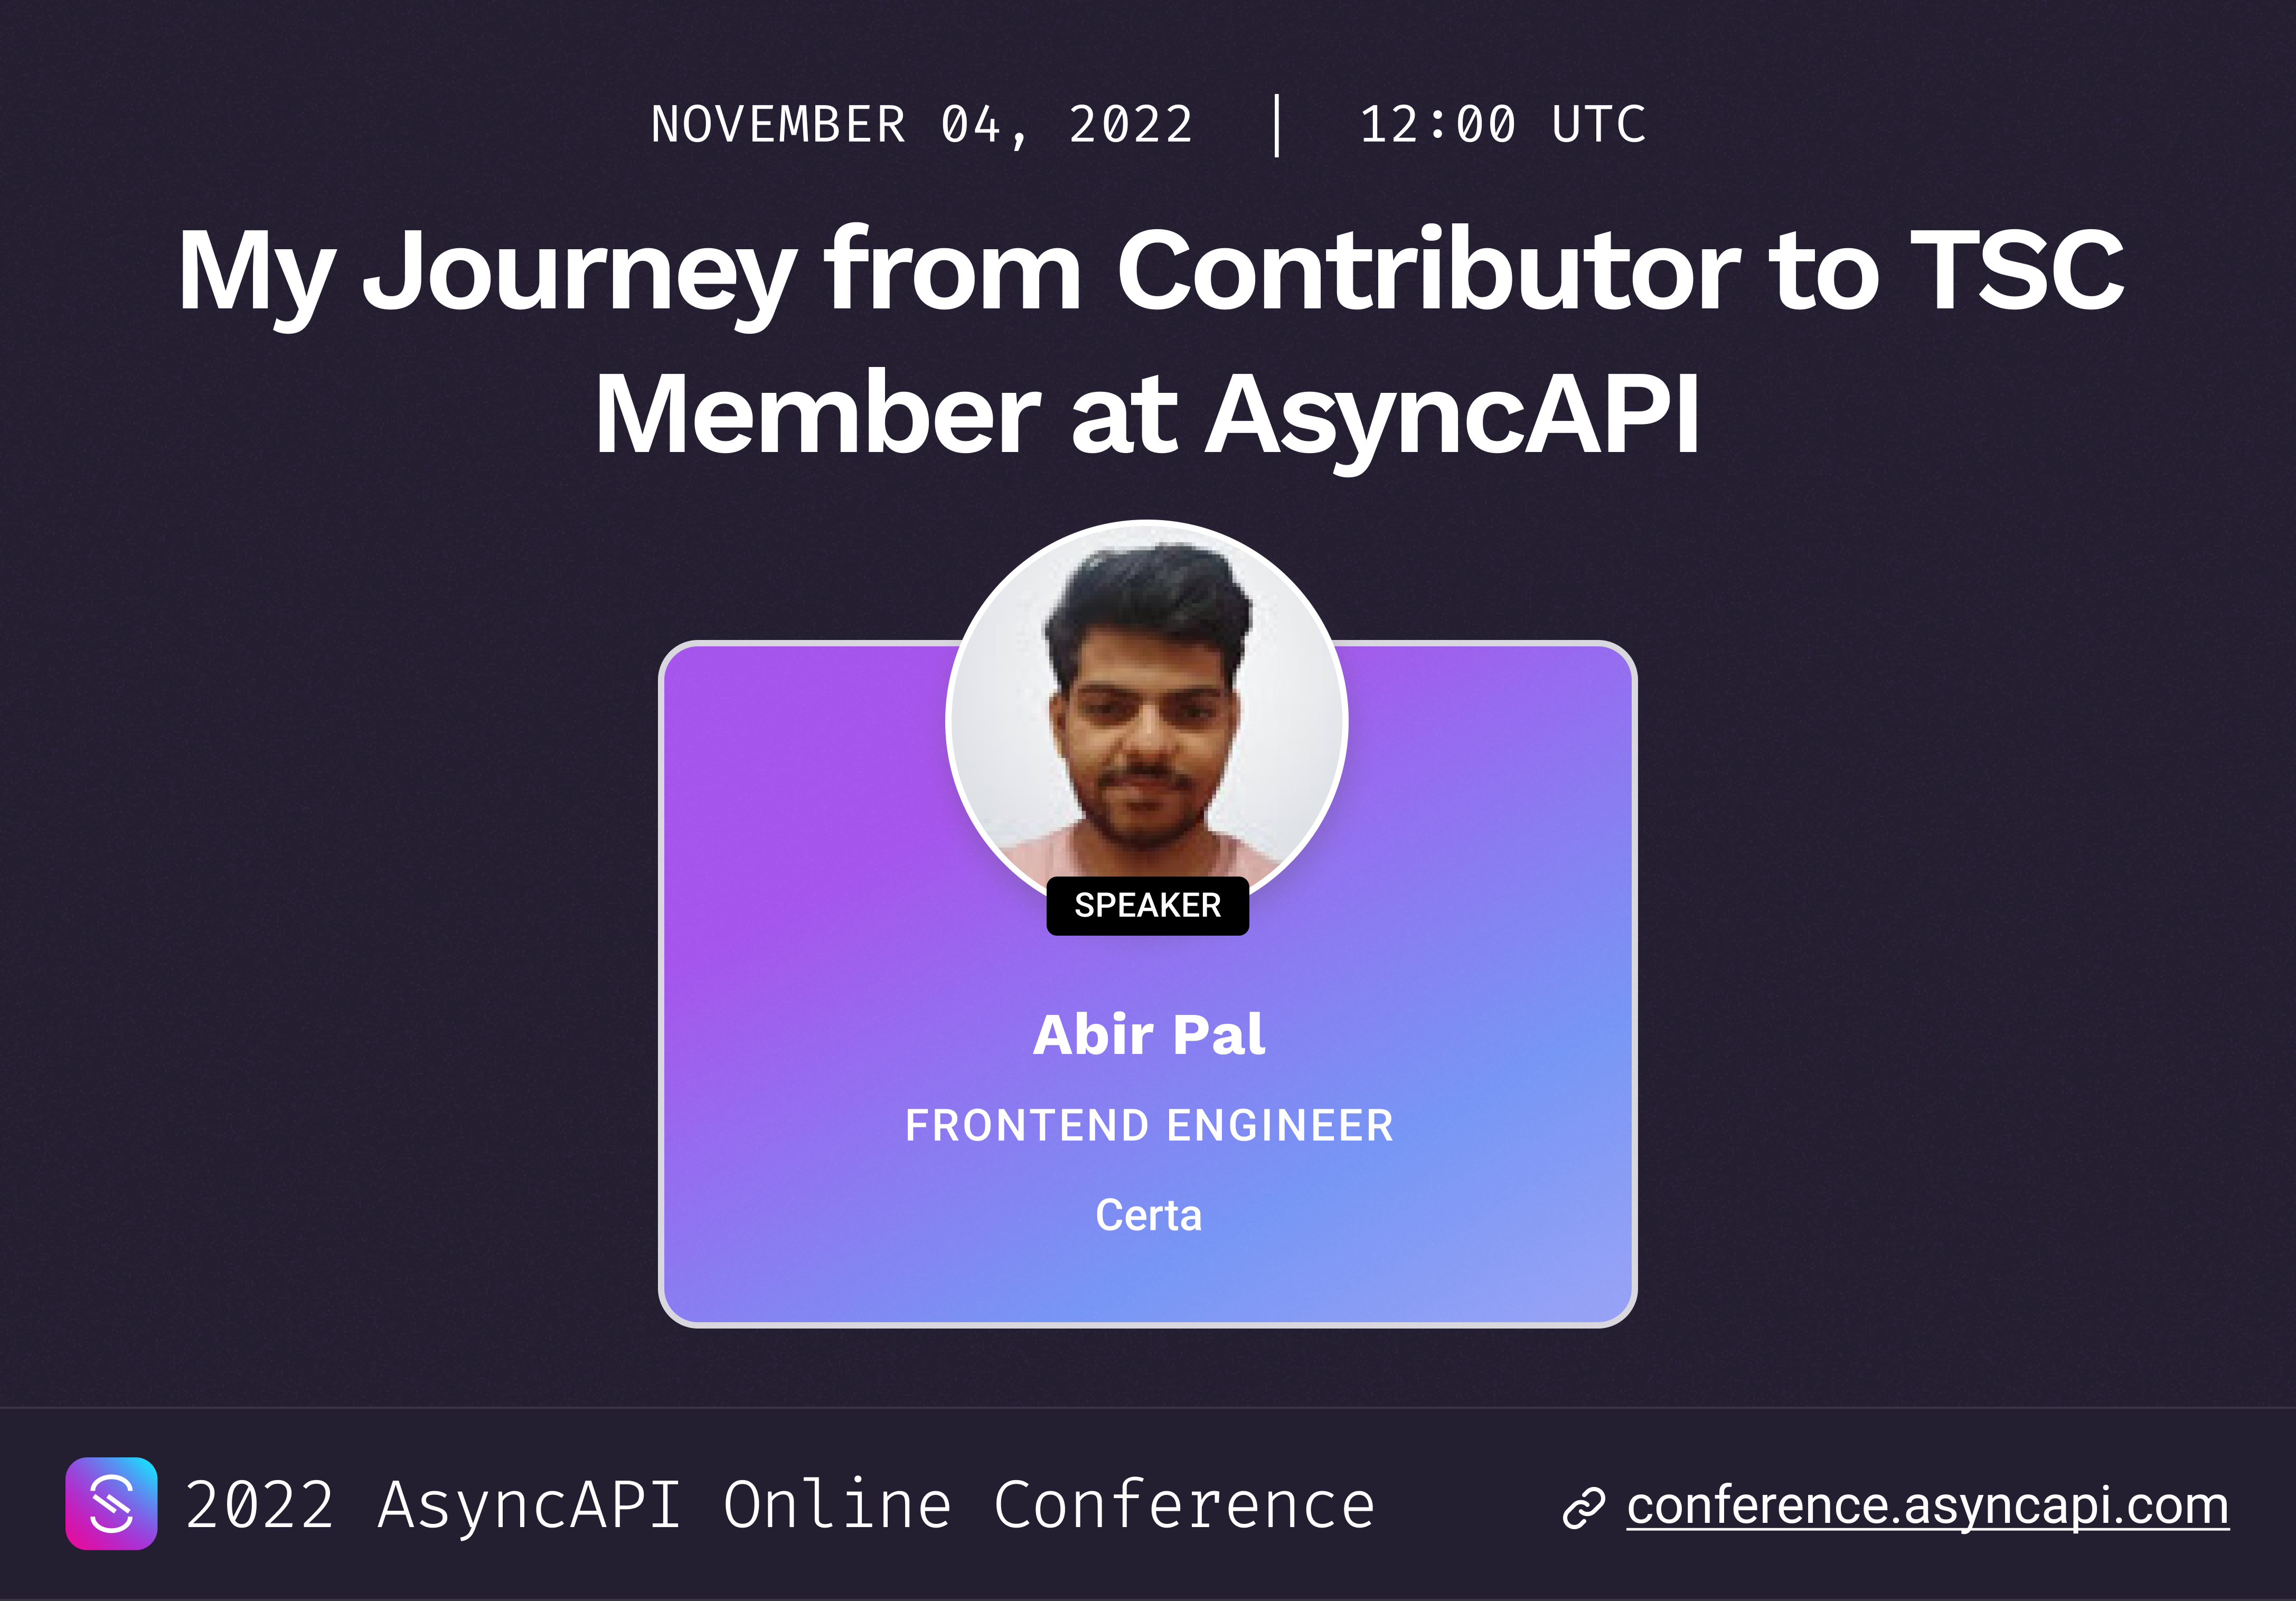 NOVEMBER 04, 2022 | 12:00 UTC
My Journey from Contributor to TSC
Member at AsyncAPI
SPEAKER
Abir Pal
FRONTEND ENGINEER
Certa
2022 AsyncAPI Online Conference
conference.asyncapi.com